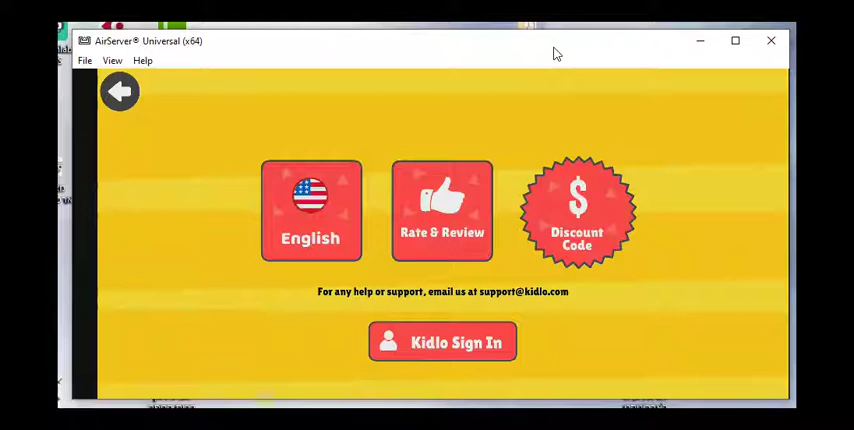 AirServer® Universal (x64)
File View Help
English
Rate & Review
$
Discount
Code
For any help or support, email us at support@kidlo.com
Kidlo Sign In